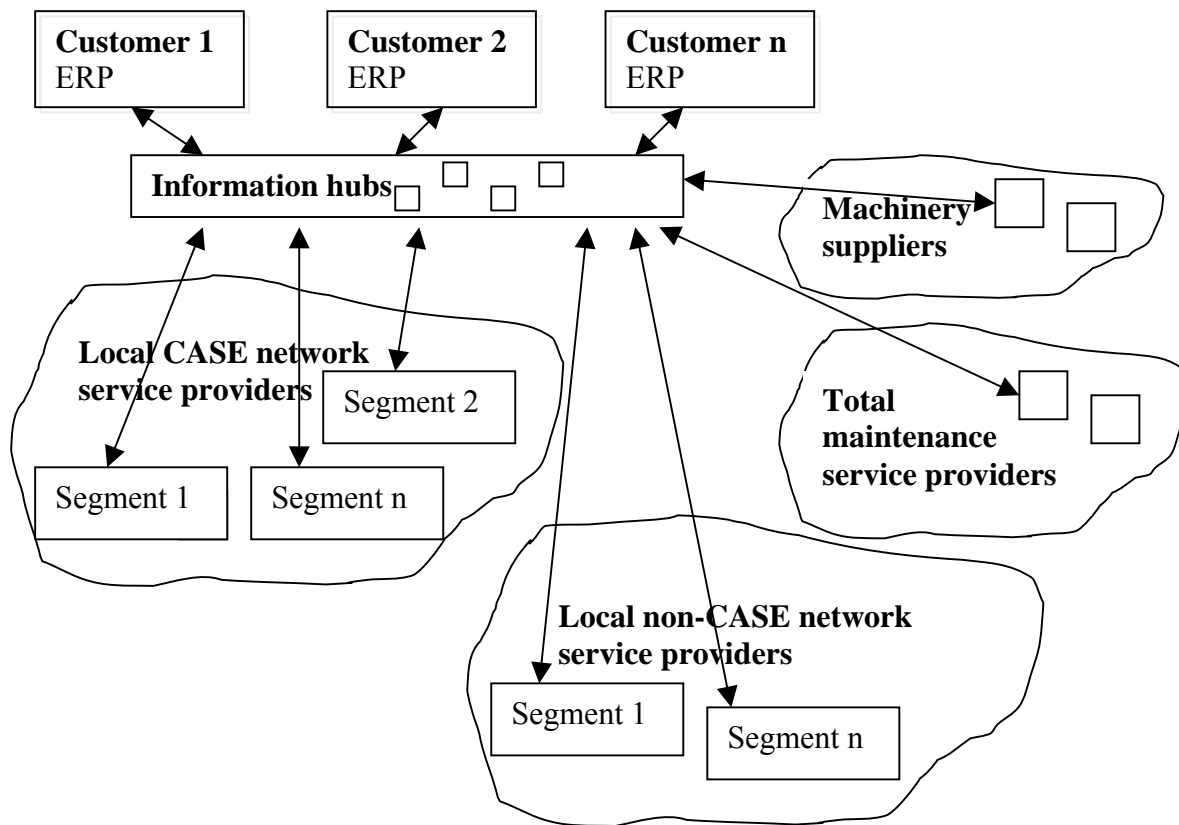 Customer 1
ERP
Customer 2
ERP
Customer n
ERP
Information hubs
Machinery
suppliers
Local CASE network
service providers
Segment 2
Segment 1
Segment n
Total
maintenance
service providers
Local non-CASE network
service providers
Segment 1
Segment n